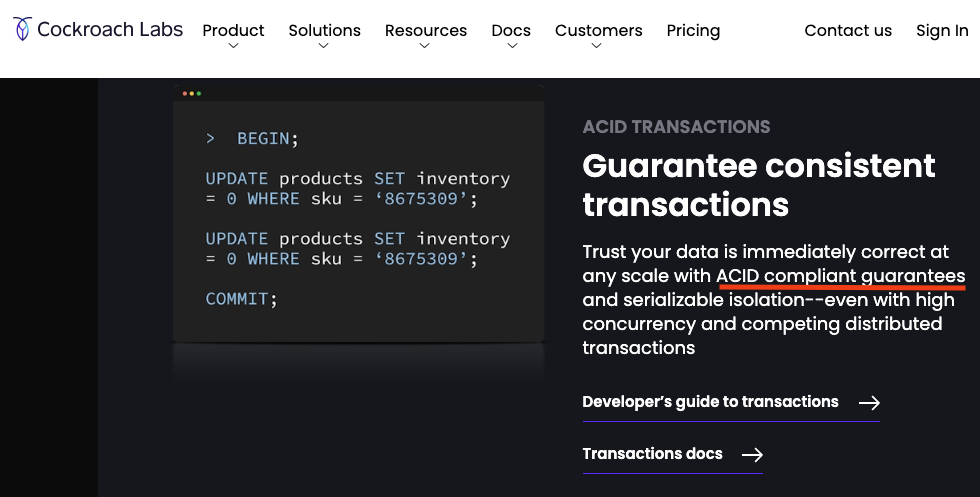 Cockroach Labs Product Solutions Resources Docs Customers Pricing Contact us Sign In
> BEGIN;
UPDATE products SET inventory
= 0 WHERE sku = ‘8675309’;
UPDATE products SET inventory
= 0 WHERE sku = ‘8675309’;
COMMIT;
ACID TRANSACTIONS
Guarantee consistent
transactions
Trust your data is immediately correct at
any scale with ACID compliant guarantees
and serializable isolation--even with high
concurrency and competing distributed
transactions
Developer’s guide to transactions
Transactions docs